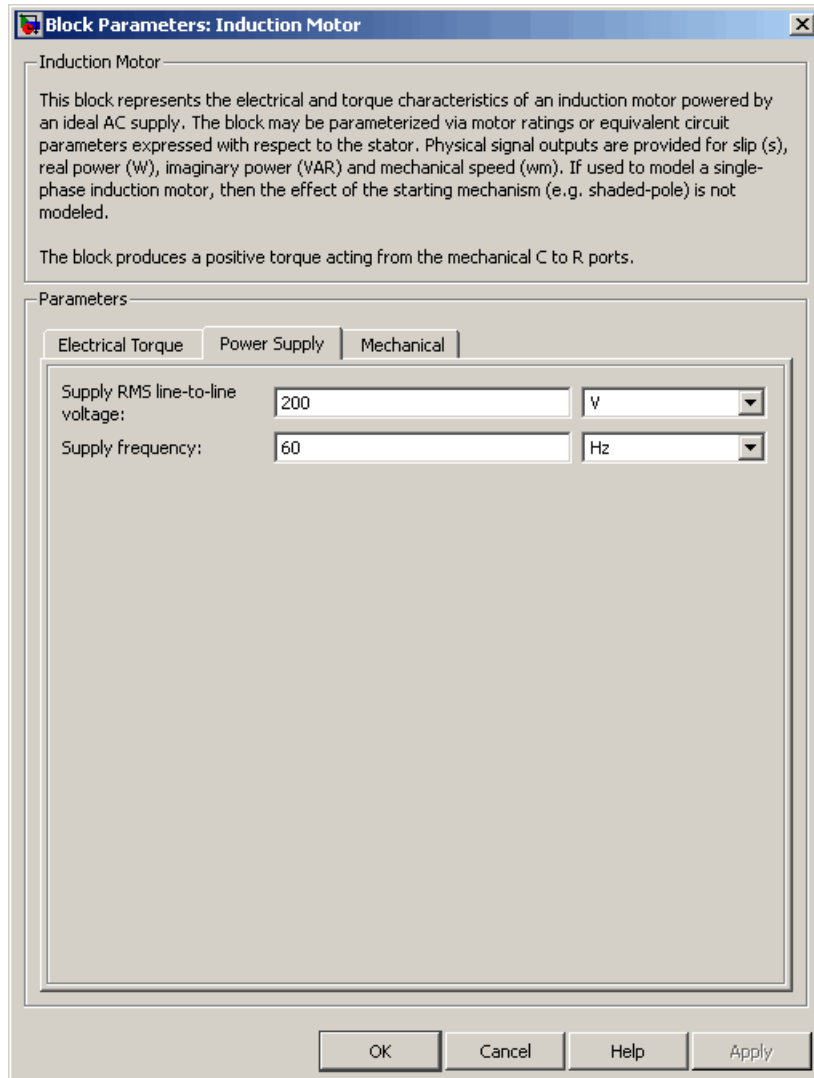 Block Parameters: Induction Motor
Induction Motor
This block represents the electrical and torque characteristics of an induction motor powered by
an ideal AC supply. The block may be parameterized via motor ratings or equivalent circuit
parameters expressed with respect to the stator. Physical signal outputs are provided for slip (s),
real power (W), imaginary power (VAR) and mechanical speed (wm). If used to model a single-
phase induction motor, then the effect of the starting mechanism (e.g. shaded-pole) is not
modeled.
The block produces a positive torque acting from the mechanical C to R ports.
Parameters
Electrical Torque Power Supply Mechanical
Supply RMS line-to-line
voltage:
200 V
Supply frequency: 60 Hz
OK Cancel Help Apply